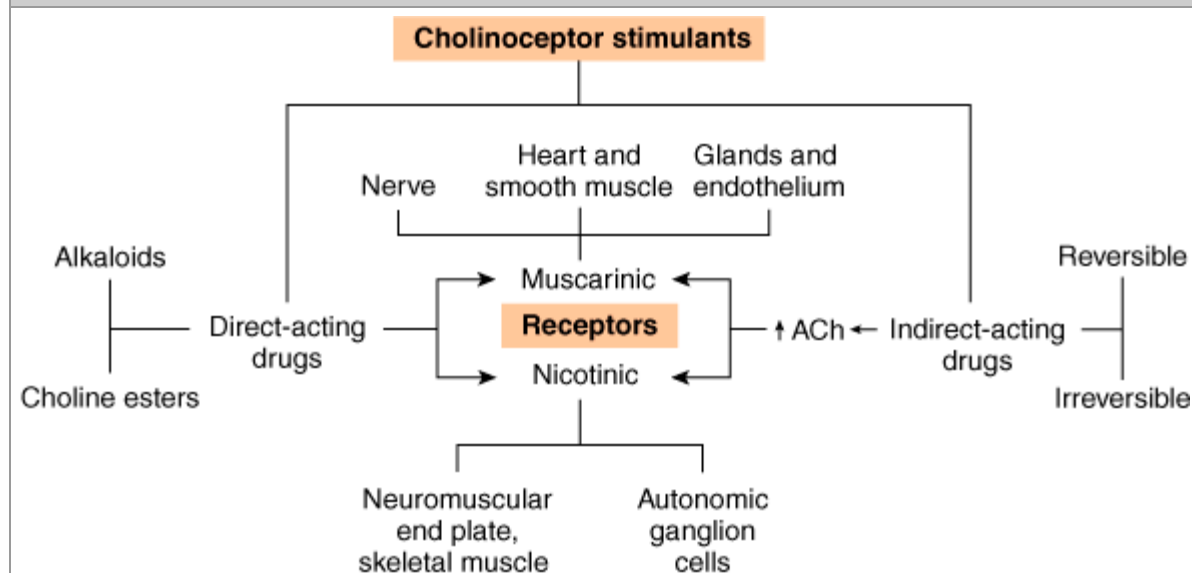 Cholinoceptor stimulants
Nerve
Heart and
smooth muscle
Glands and
endothelium
Alkaloids
Direct-acting
drugs
Choline esters
Muscarinic
Receptors
Nicotinic
↑ ACh
Indirect-acting
drugs
Reversible
Irreversible
Neuromuscular
end plate,
skeletal muscle
Autonomic
ganglion
cells